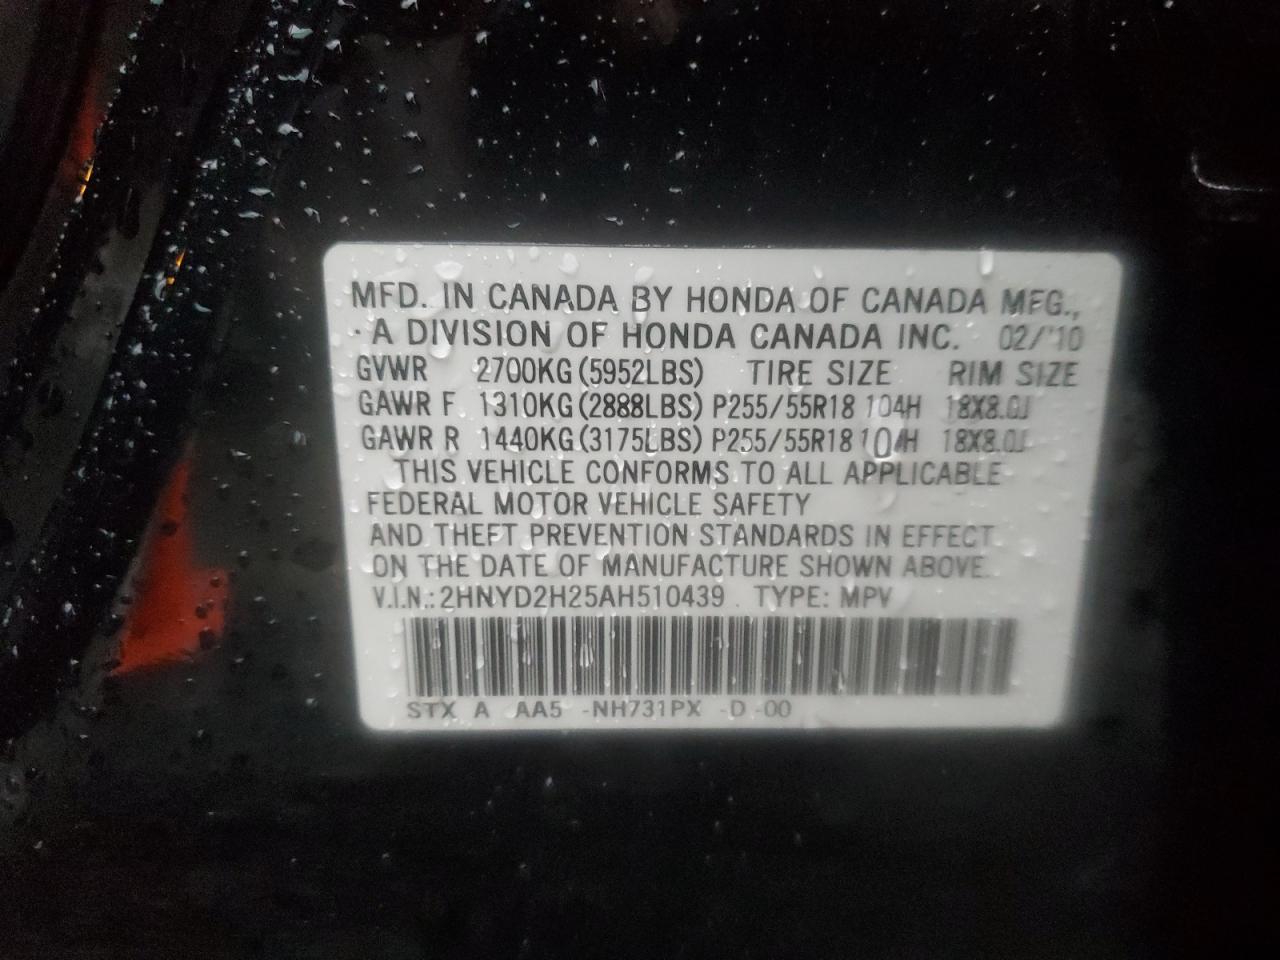 MFD. IN CANADA BY HONDA OF CANADA MFG.,
A DIVISION OF HONDA CANADA INC. 02/'10
GVWR 2700KG (5952LBS) TIRE SIZE RIM SIZE
GAWR F 1310KG (2888LBS) P255/55R18 104H 18X8.0J
GAWR R 1440KG (3175LBS) P255/55R18 104H 18X8.0J
THIS VEHICLE CONFORMS TO ALL APPLICABLE
FEDERAL MOTOR VEHICLE SAFETY
AND THEFT PREVENTION STANDARDS IN EFFECT
ON THE DATE OF MANUFACTURE SHOWN ABOVE.
V.I.N.: 2HNYD2H25AH510439 TYPE: MPV
STX A AA5 -NH731PX -D -00